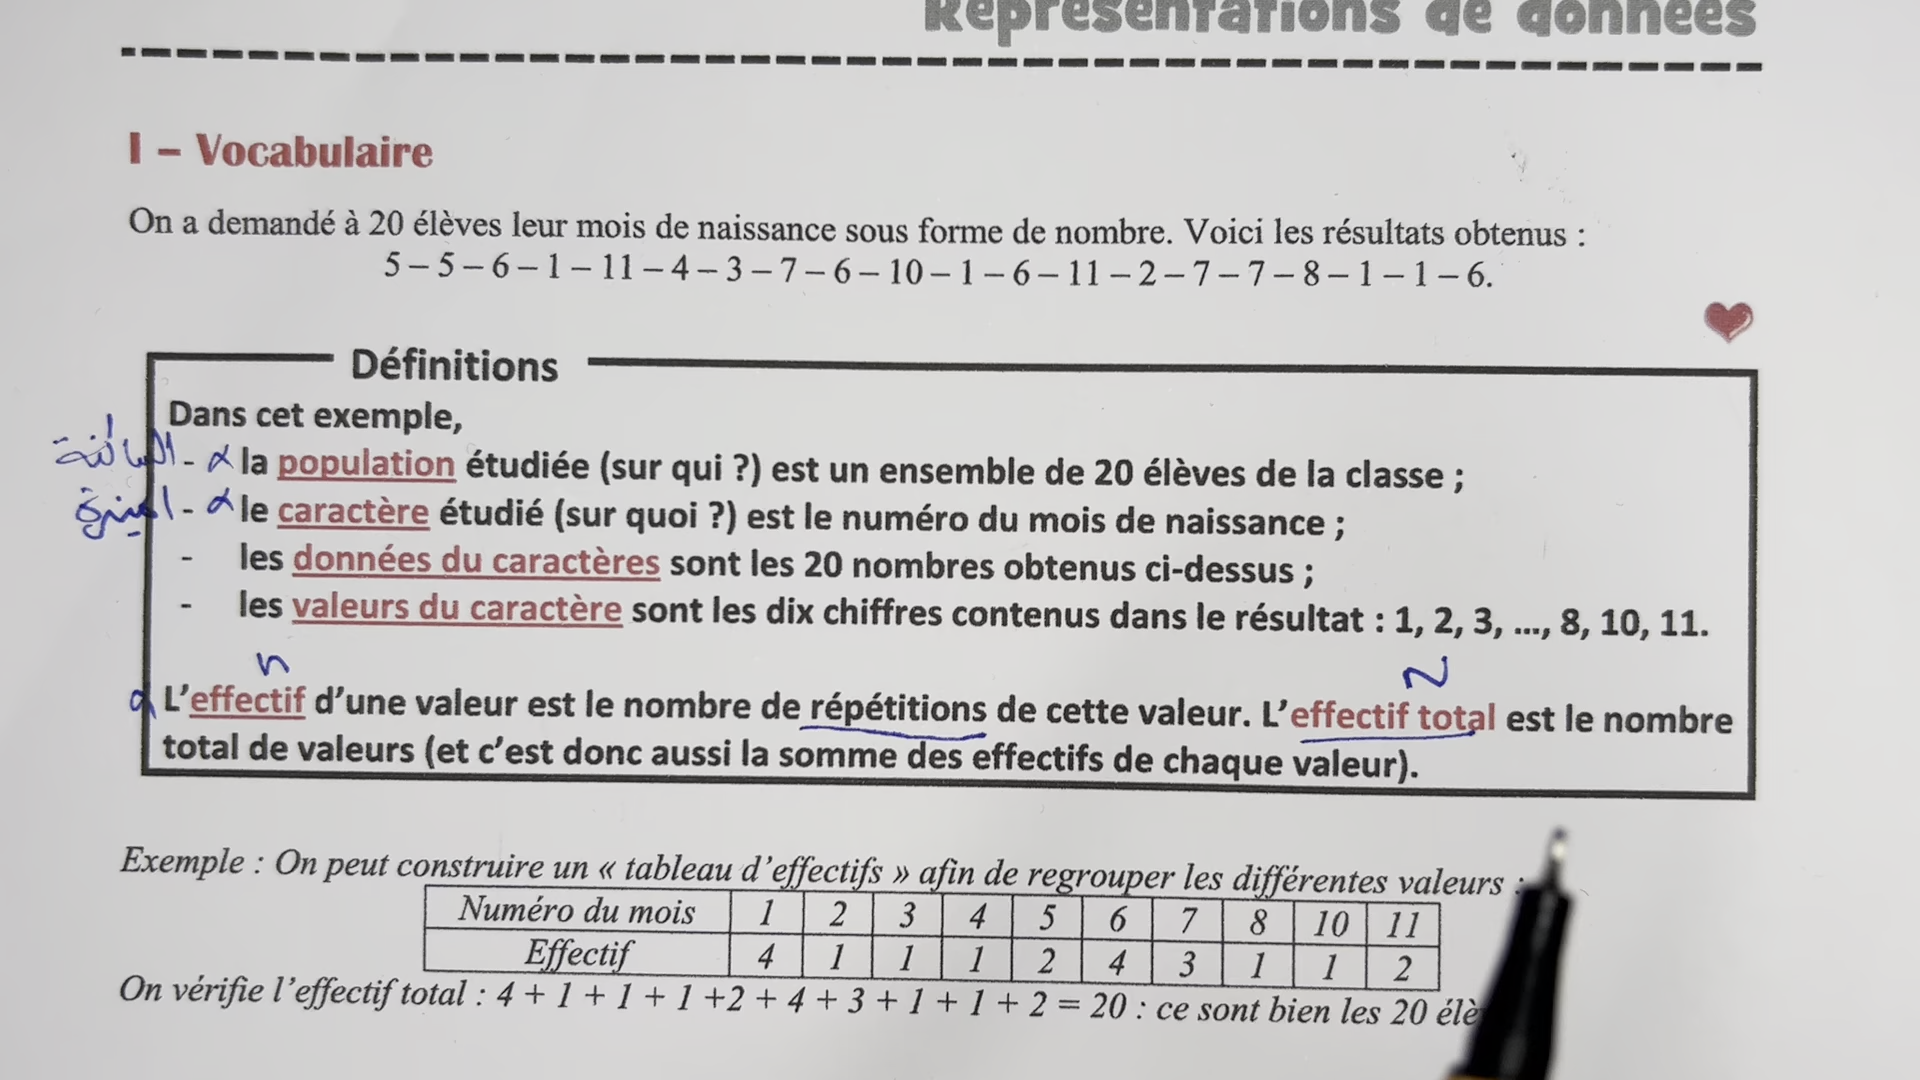 Représentations de données
I – Vocabulaire
On a demandé à 20 élèves leur mois de naissance sous forme de nombre. Voici les résultats obtenus :
5 – 5 – 6 – 1 – 11 – 4 – 3 – 7 – 6 – 10 – 1 – 6 – 11 – 2 – 7 – 7 – 8 – 1 – 1 – 6.
Définitions
Dans cet exemple,
- la population étudiée (sur qui ?) est un ensemble de 20 élèves de la classe ;
- le caractère étudié (sur quoi ?) est le numéro du mois de naissance ;
- les données du caractères sont les 20 nombres obtenus ci-dessus ;
- les valeurs du caractère sont les dix chiffres contenus dans le résultat : 1, 2, 3, ..., 8, 10, 11.
n N
L'effectif d'une valeur est le nombre de répétitions de cette valeur. L'effectif total est le nombre
total de valeurs (et c'est donc aussi la somme des effectifs de chaque valeur).
Exemple : On peut construire un « tableau d'effectifs » afin de regrouper les différentes valeurs :
Numéro du mois 1 2 3 4 5 6 7 8 10 11
Effectif 4 1 1 1 2 4 3 1 1 2
On vérifie l'effectif total : 4 + 1 + 1 + 1 +2 + 4 + 3 + 1 + 1 + 2 = 20 : ce sont bien les 20 élè